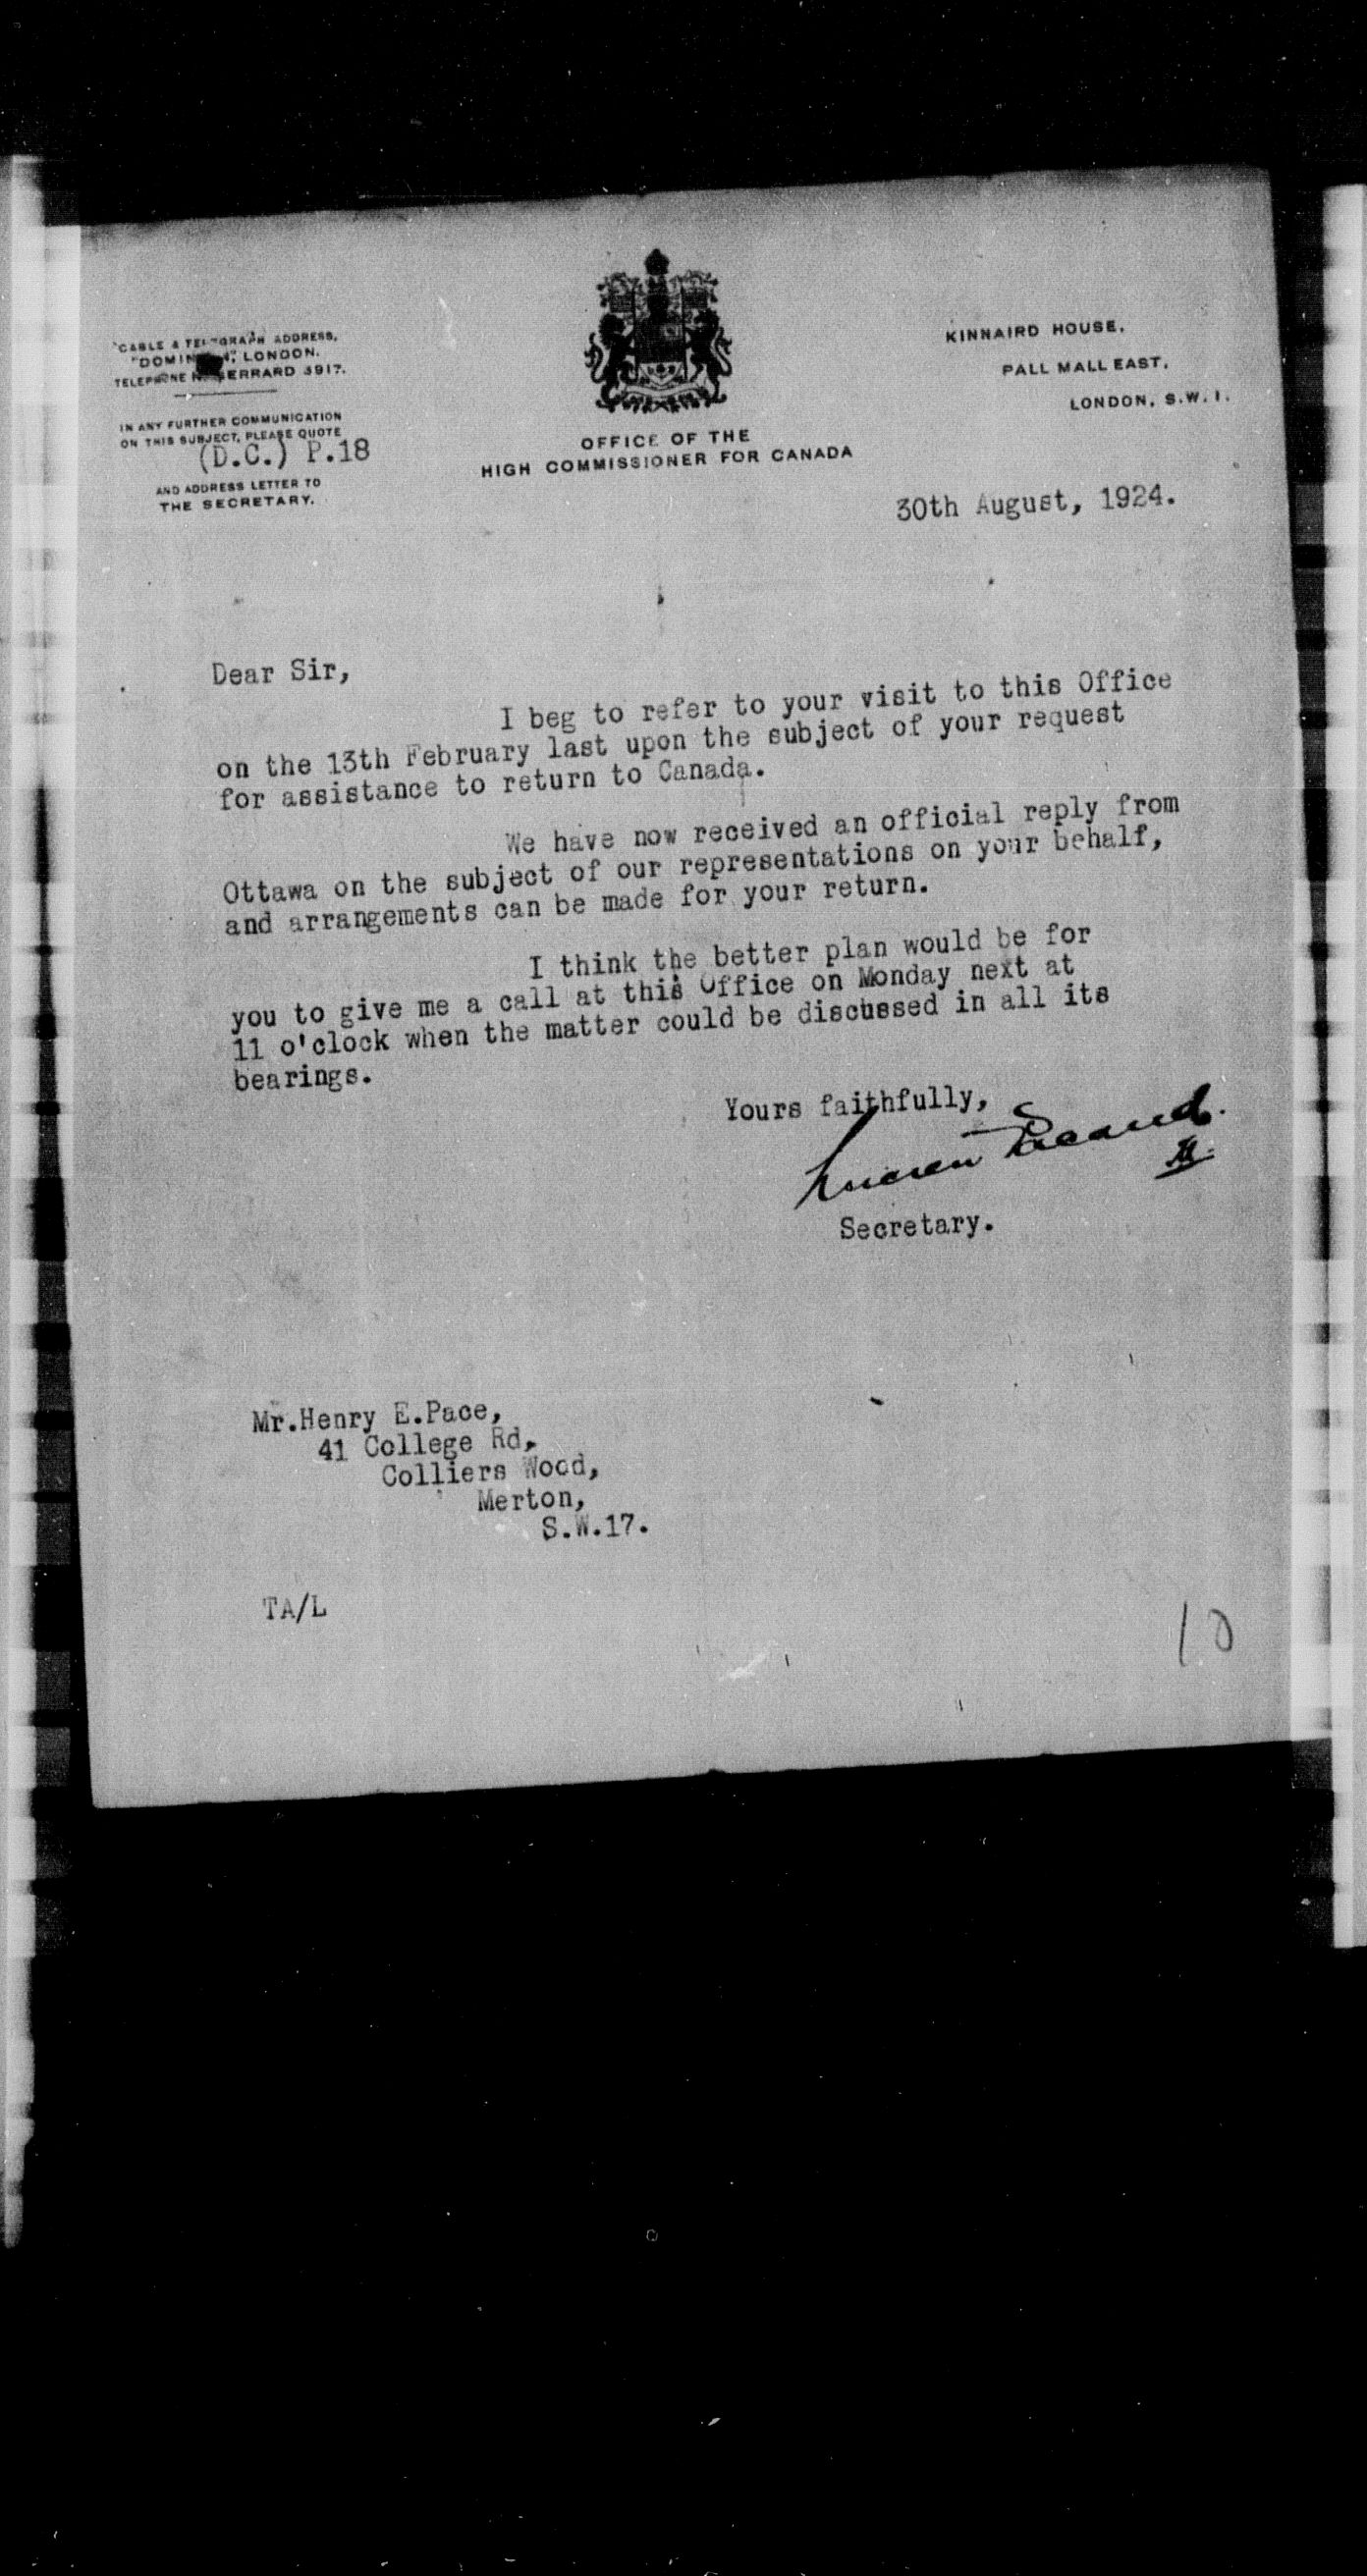 CABLE & TELEGRAPH ADDRESS,
"DOMINION", LONDON.
TELEPHONE No GERRARD 3917.
IN ANY FURTHER COMMUNICATION
ON THIS SUBJECT, PLEASE QUOTE
(D.C.) P.18
AND ADDRESS LETTER TO
THE SECRETARY.
OFFICE OF THE
HIGH COMMISSIONER FOR CANADA
KINNAIRD HOUSE,
PALL MALL EAST,
LONDON, S.W.1.
30th August, 1924.
Dear Sir,
I beg to refer to your visit to this Office
on the 13th February last upon the subject of your request
for assistance to return to Canada.
We have now received an official reply from
Ottawa on the subject of our representations on your behalf,
and arrangements can be made for your return.
I think the better plan would be for
you to give me a call at this Office on Monday next at
11 o'clock when the matter could be discussed in all its
bearings.
Yours faithfully,
Lucien Pacaud.
Secretary.
Mr.Henry E.Pace,
41 College Rd,
Colliers Wood,
Merton,
S.W.17.
TA/L
10